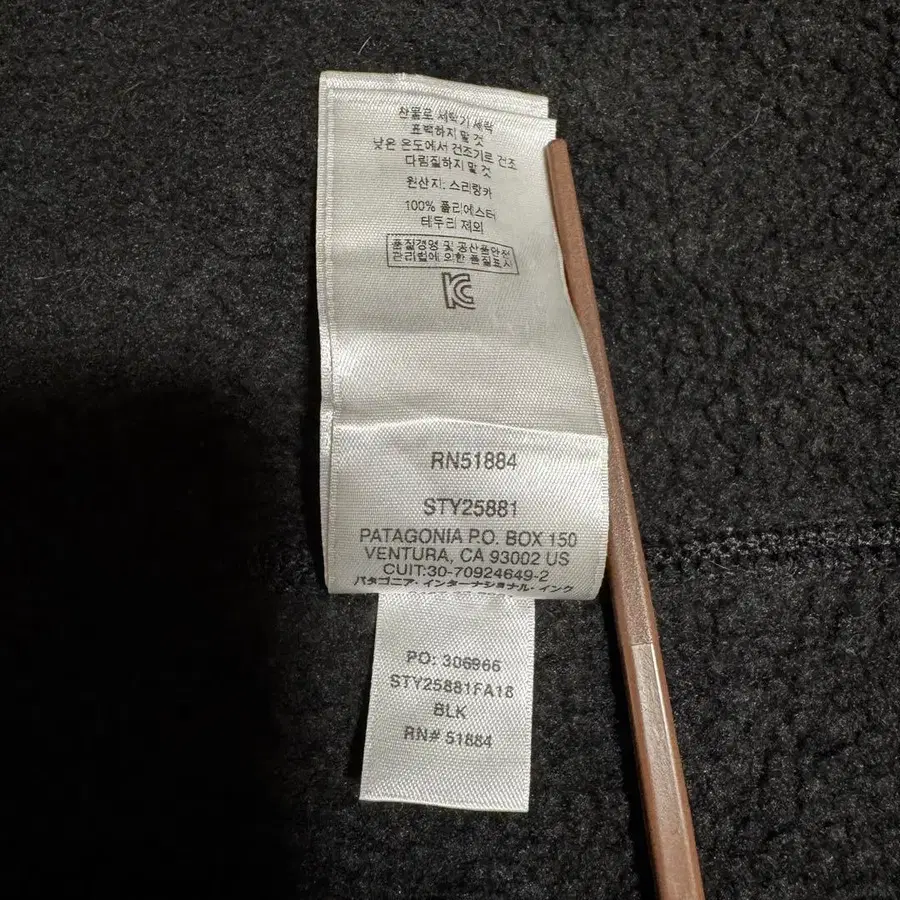 찬물로 세탁기 세탁
표백하지 말 것
낮은 온도에서 건조기로 건조
다림질하지 말 것
원산지: 스리랑카
100% 폴리에스터
테두리 제외
품질경영 및 공산품안전
관리법에 의한 품질표시
KC
RN51884
STY25881
PATAGONIA P.O. BOX 150
VENTURA, CA 93002 US
CUIT:30-70924649-2
パタゴニア・インターナショナル・インク
PO: 306966
STY25881FA18
BLK
RN# 51884